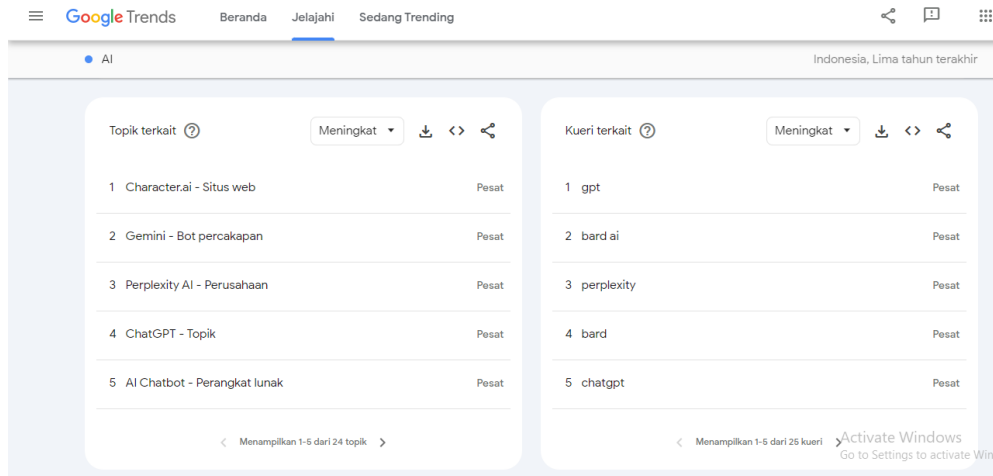 Google Trends Beranda Jelajahi Sedang Trending
AI Indonesia, Lima tahun terakhir
Topik terkait Meningkat
1 Character.ai - Situs web Pesat
2 Gemini - Bot percakapan Pesat
3 Perplexity AI - Perusahaan Pesat
4 ChatGPT - Topik Pesat
5 AI Chatbot - Perangkat lunak Pesat
Menampilkan 1-5 dari 24 topik
Kueri terkait Meningkat
1 gpt Pesat
2 bard ai Pesat
3 perplexity Pesat
4 bard Pesat
5 chatgpt Pesat
Menampilkan 1-5 dari 25 kueri
Activate Windows
Go to Settings to activate Win